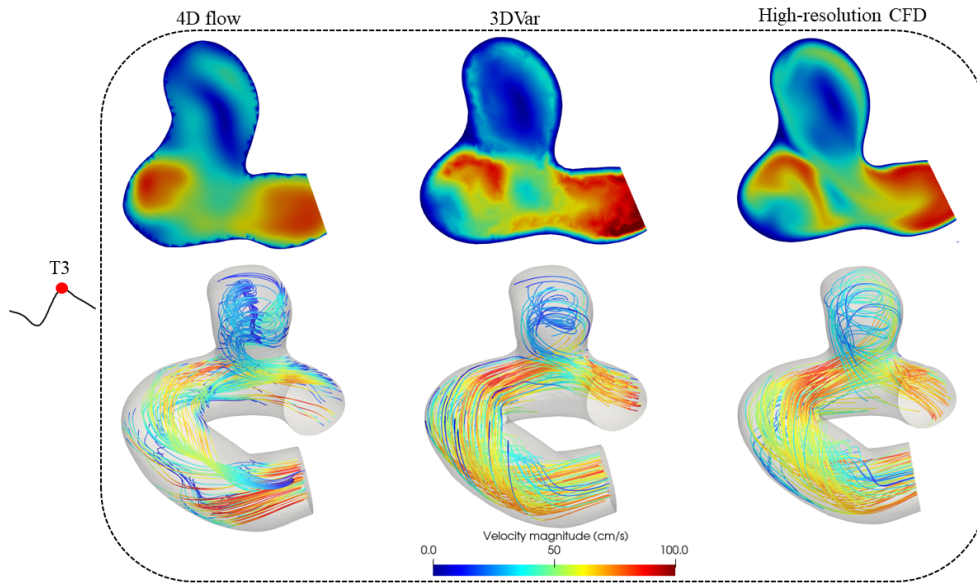 4D flow
3DVar
High-resolution CFD
T3
Velocity magnitude (cm/s)
0.0
50
100.0